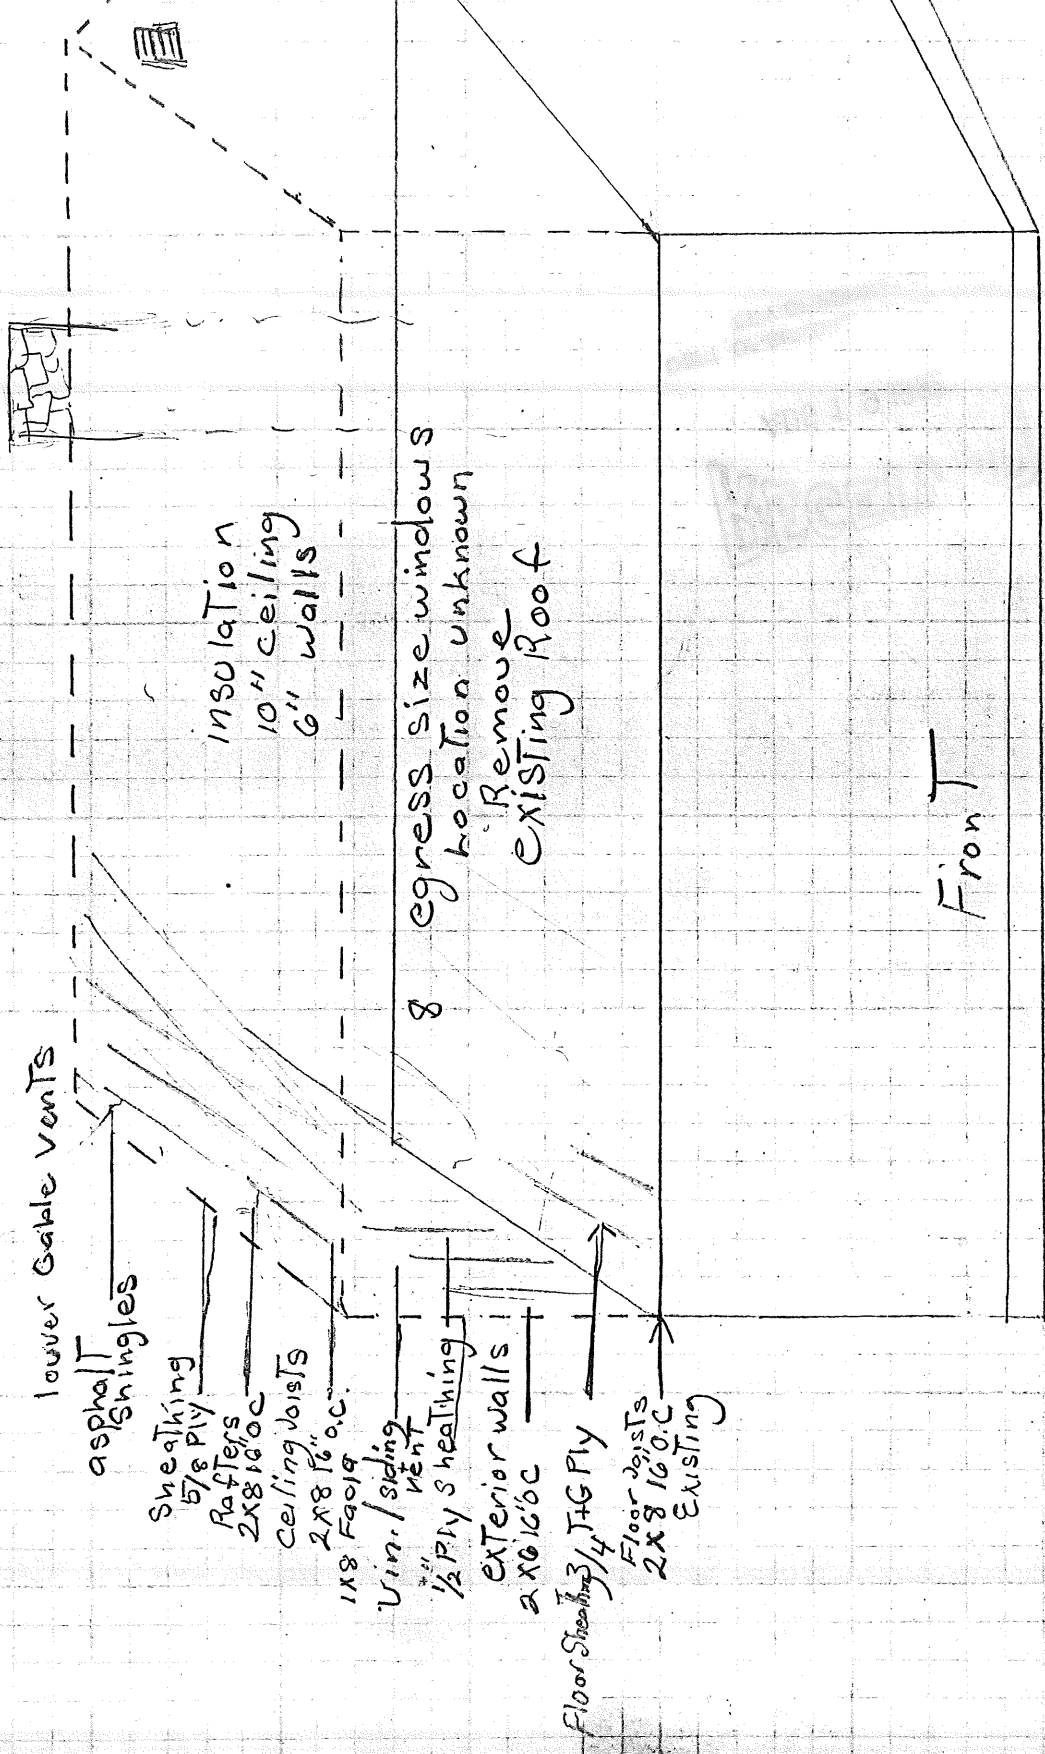 louver Gable Vents
asphalT
Shingles
SheaThing
5/8 Ply
Rafters
2x8 16" OC
Ceiling JoisTs
2x8 16" O.C.
1x8 Facia
Vinyl Siding
1/2" Ply Sheathing
exTerior walls
2x6 16" OC
Floor Sheathing 3/4 T+G Ply
Floor JoisTs
2x8 16" O.C
ExisTing
insulaTion
10" ceiling
6" walls
8 egress size windows
LocaTion unknown
Remove
exisTing Roof
FronT